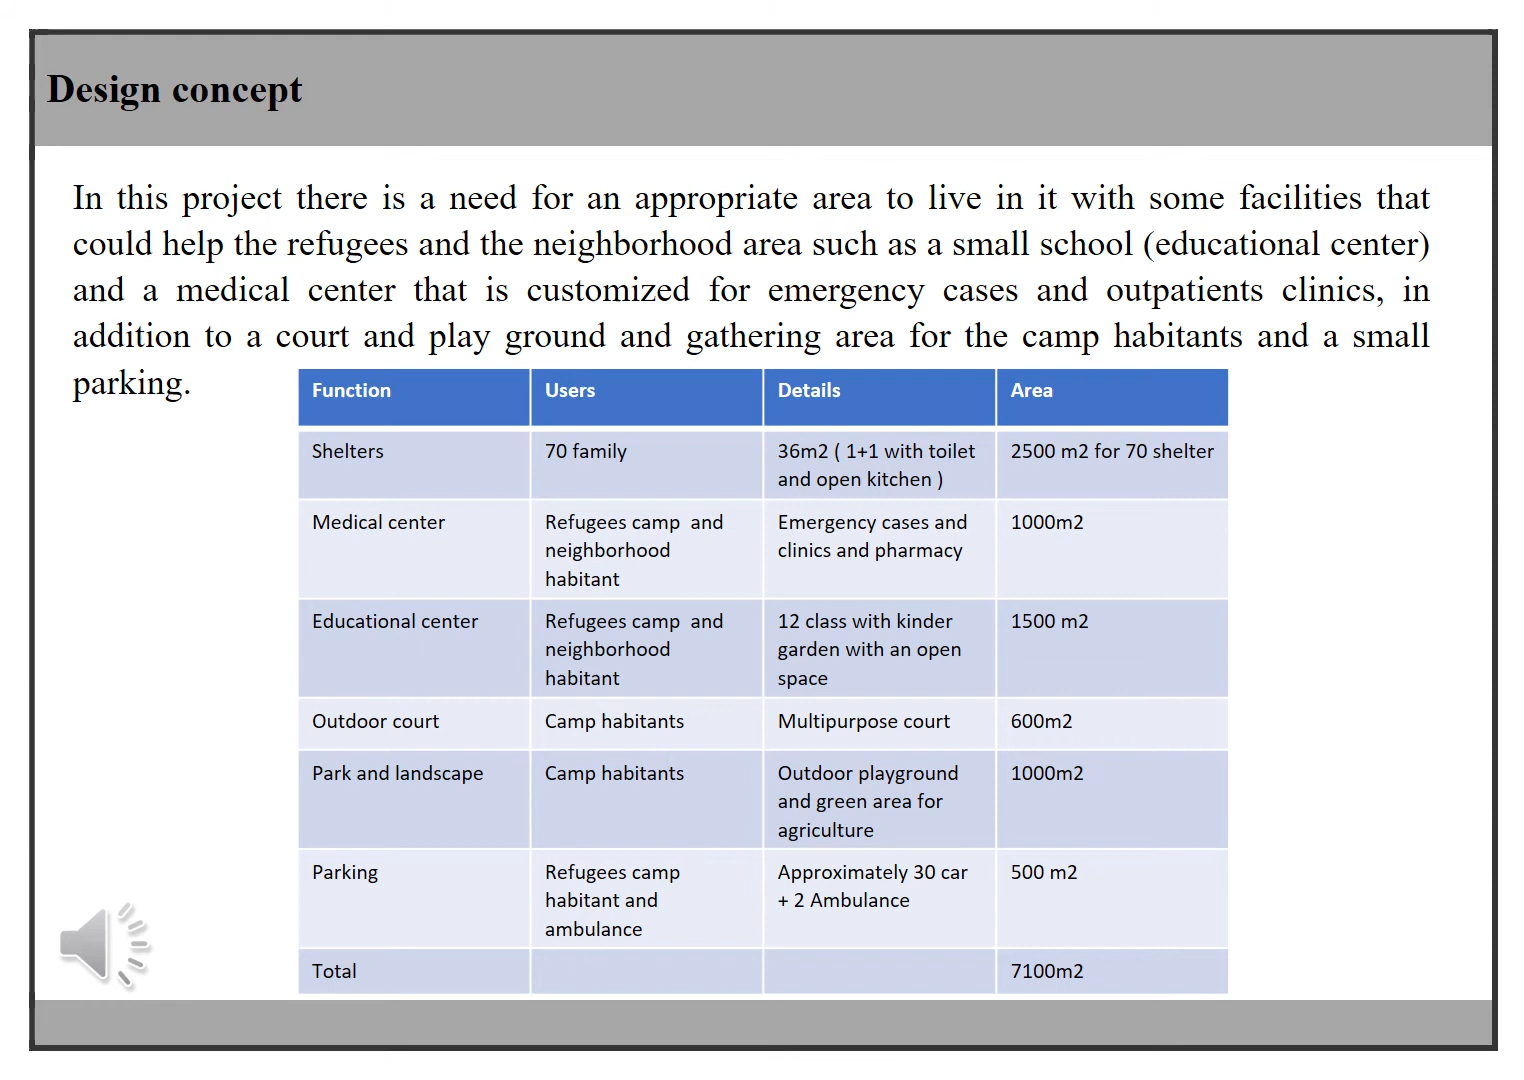 Design concept
In this project there is a need for an appropriate area to live in it with some facilities that
could help the refugees and the neighborhood area such as a small school (educational center)
and a medical center that is customized for emergency cases and outpatients clinics, in
addition to a court and play ground and gathering area for the camp habitants and a small
parking.
Function Users Details Area
Shelters 70 family 36m2 ( 1+1 with toilet 2500 m2 for 70 shelter
and open kitchen )
Medical center Refugees camp and Emergency cases and 1000m2
neighborhood clinics and pharmacy
habitant
Educational center Refugees camp and 12 class with kinder 1500 m2
neighborhood garden with an open
habitant space
Outdoor court Camp habitants Multipurpose court 600m2
Park and landscape Camp habitants Outdoor playground 1000m2
and green area for
agriculture
Parking Refugees camp Approximately 30 car 500 m2
habitant and + 2 Ambulance
ambulance
Total 7100m2